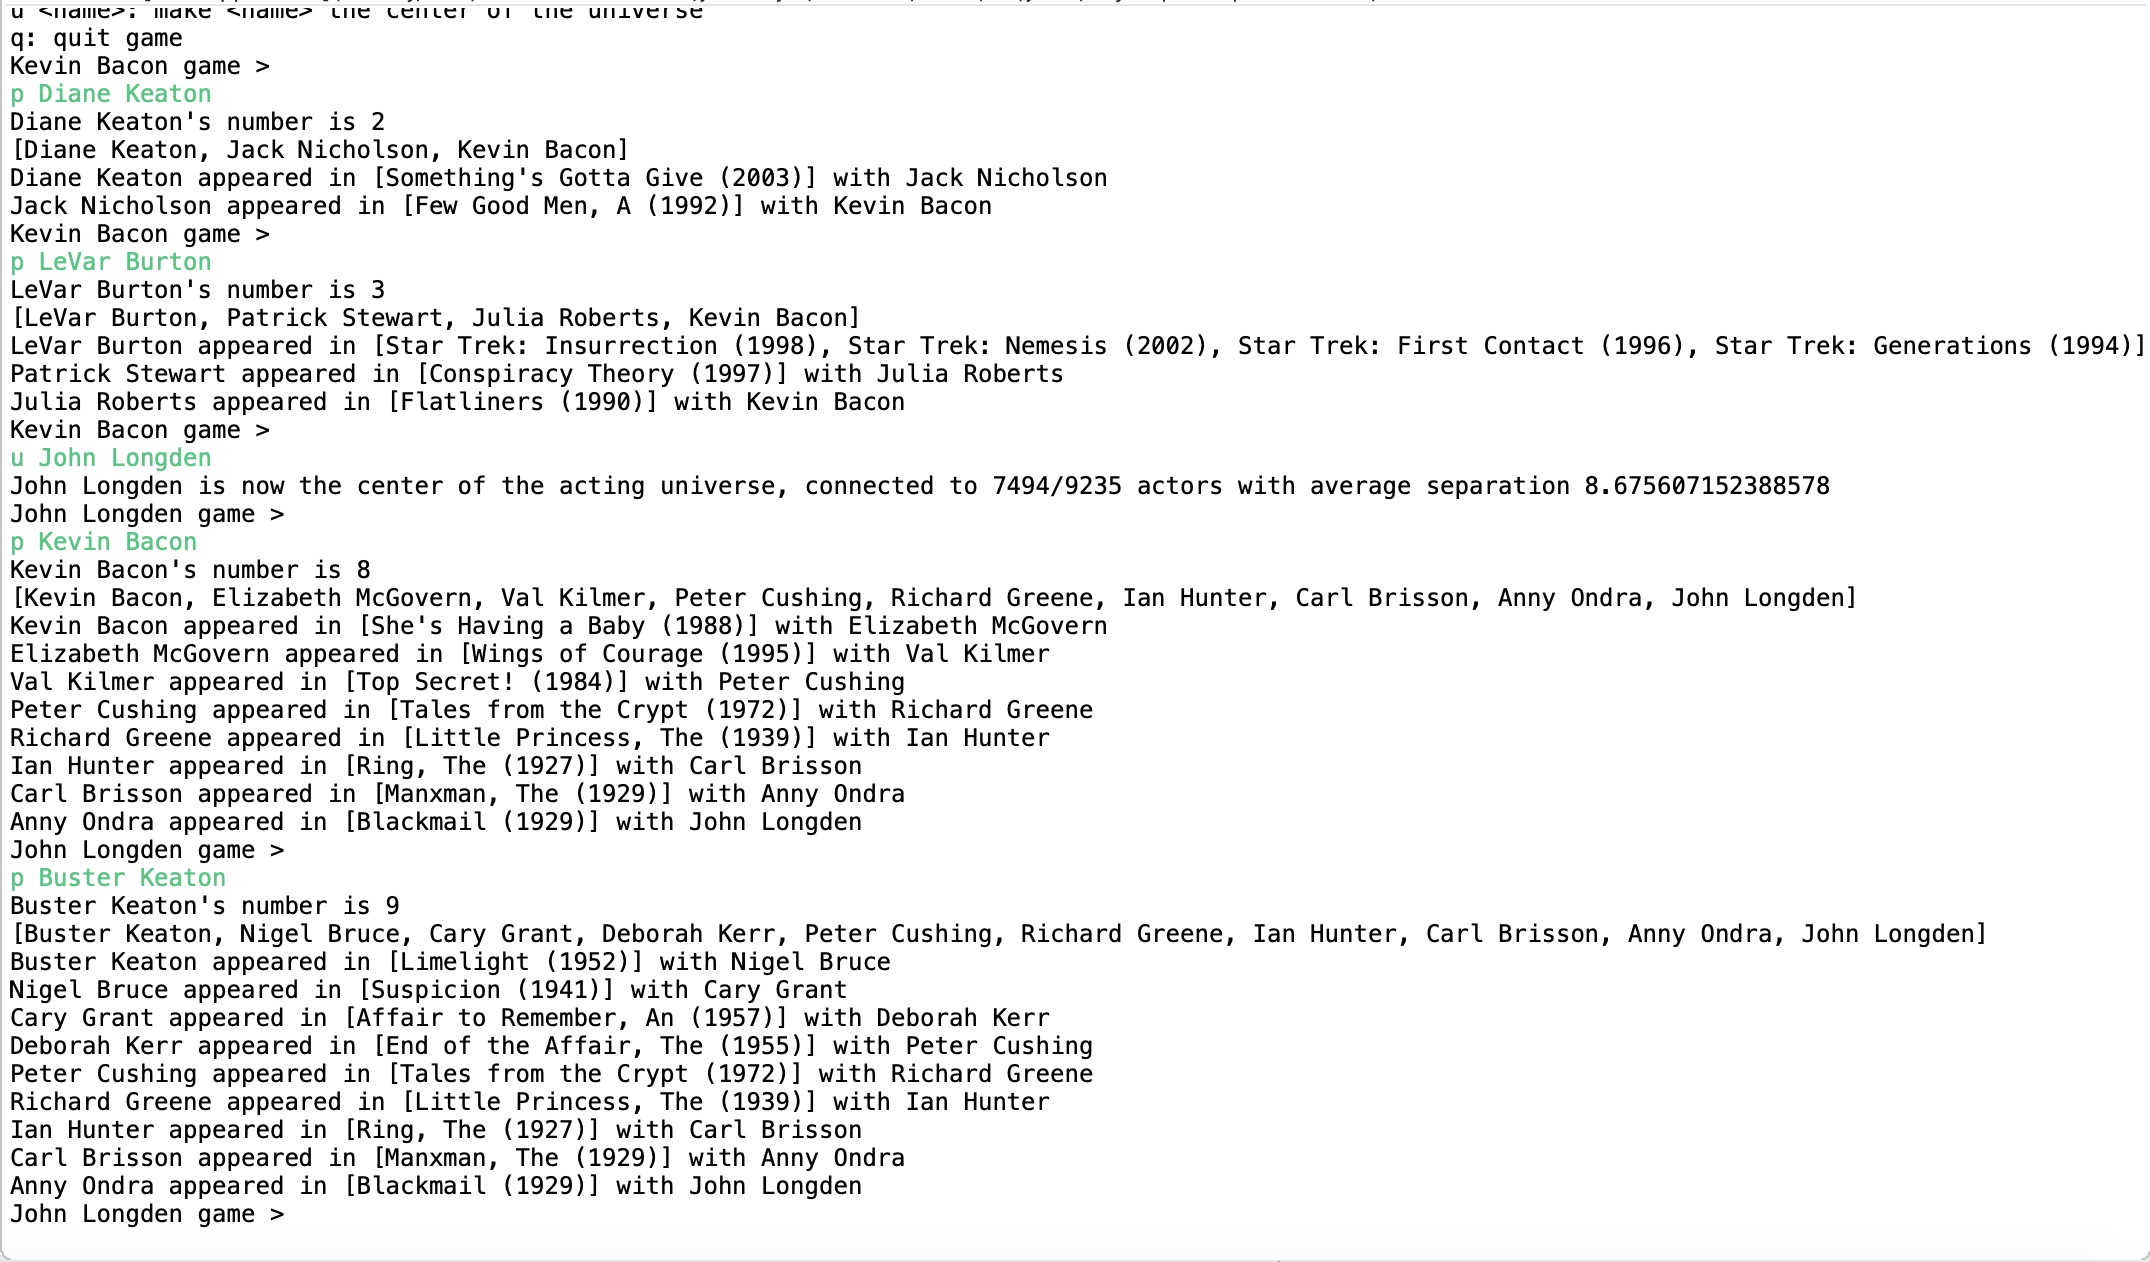 u <name>: make <name> the center of the universe
q: quit game
Kevin Bacon game >
p Diane Keaton
Diane Keaton's number is 2
[Diane Keaton, Jack Nicholson, Kevin Bacon]
Diane Keaton appeared in [Something's Gotta Give (2003)] with Jack Nicholson
Jack Nicholson appeared in [Few Good Men, A (1992)] with Kevin Bacon
Kevin Bacon game >
p LeVar Burton
LeVar Burton's number is 3
[LeVar Burton, Patrick Stewart, Julia Roberts, Kevin Bacon]
LeVar Burton appeared in [Star Trek: Insurrection (1998), Star Trek: Nemesis (2002), Star Trek: First Contact (1996), Star Trek: Generations (1994)]
Patrick Stewart appeared in [Conspiracy Theory (1997)] with Julia Roberts
Julia Roberts appeared in [Flatliners (1990)] with Kevin Bacon
Kevin Bacon game >
u John Longden
John Longden is now the center of the acting universe, connected to 7494/9235 actors with average separation 8.675607152388578
John Longden game >
p Kevin Bacon
Kevin Bacon's number is 8
[Kevin Bacon, Elizabeth McGovern, Val Kilmer, Peter Cushing, Richard Greene, Ian Hunter, Carl Brisson, Anny Ondra, John Longden]
Kevin Bacon appeared in [She's Having a Baby (1988)] with Elizabeth McGovern
Elizabeth McGovern appeared in [Wings of Courage (1995)] with Val Kilmer
Val Kilmer appeared in [Top Secret! (1984)] with Peter Cushing
Peter Cushing appeared in [Tales from the Crypt (1972)] with Richard Greene
Richard Greene appeared in [Little Princess, The (1939)] with Ian Hunter
Ian Hunter appeared in [Ring, The (1927)] with Carl Brisson
Carl Brisson appeared in [Manxman, The (1929)] with Anny Ondra
Anny Ondra appeared in [Blackmail (1929)] with John Longden
John Longden game >
p Buster Keaton
Buster Keaton's number is 9
[Buster Keaton, Nigel Bruce, Cary Grant, Deborah Kerr, Peter Cushing, Richard Greene, Ian Hunter, Carl Brisson, Anny Ondra, John Longden]
Buster Keaton appeared in [Limelight (1952)] with Nigel Bruce
Nigel Bruce appeared in [Suspicion (1941)] with Cary Grant
Cary Grant appeared in [Affair to Remember, An (1957)] with Deborah Kerr
Deborah Kerr appeared in [End of the Affair, The (1955)] with Peter Cushing
Peter Cushing appeared in [Tales from the Crypt (1972)] with Richard Greene
Richard Greene appeared in [Little Princess, The (1939)] with Ian Hunter
Ian Hunter appeared in [Ring, The (1927)] with Carl Brisson
Carl Brisson appeared in [Manxman, The (1929)] with Anny Ondra
Anny Ondra appeared in [Blackmail (1929)] with John Longden
John Longden game >